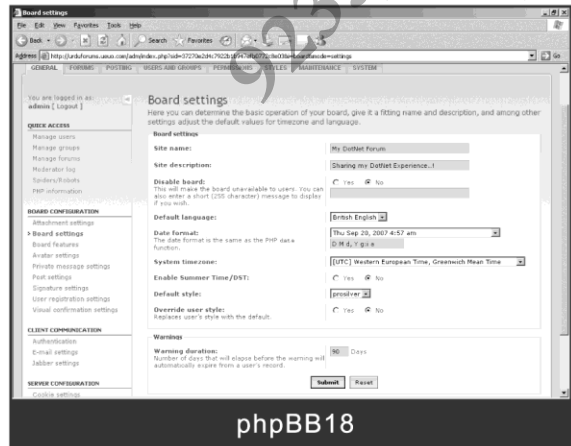 Board settings
File Edit View Favorites Tools Help
Back Search Favorites
Address http://urduforums.ueuo.com/adm/index.php?sid= Go
GENERAL FORUMS POSTING USERS AND GROUPS PERMISSIONS STYLES MAINTENANCE SYSTEM
You are logged in as:
admin [ Logout ]
QUICK ACCESS
Manage users
Manage groups
Manage forums
Moderator log
Spiders/Robots
PHP information
BOARD CONFIGURATION
Attachment settings
Board settings
Board features
Avatar settings
Private message settings
Post settings
Signature settings
User registration settings
Visual confirmation settings
CLIENT COMMUNICATION
Authentication
E-mail settings
Jabber settings
SERVER CONFIGURATION
Cookie settings
Board settings
Here you can determine the basic operation of your board, give it a fitting name and description, and among other
settings adjust the default values for timezone and language.
Board settings
Site name: My DotNet Forum
Site description: Sharing my DotNet Experience..!
Disable board: Yes No
This will make the board unavailable to users. You can
also enter a short (255 character) message to display
if you wish.
Default language: British English
Date format: Thu Sep 20, 2007 4:57 am
The date format is the same as the PHP date
function.
D M d, Y g:i a
System timezone: [UTC] Western European Time, Greenwich Mean Time
Enable Summer Time/DST: Yes No
Default style: prosilver
Override user style: Yes No
Replaces user's style with the default.
Warnings
Warning duration: 90 Days
Number of days that will elapse before the warning will
automatically expire from a user's record.
Submit Reset
phpBB18